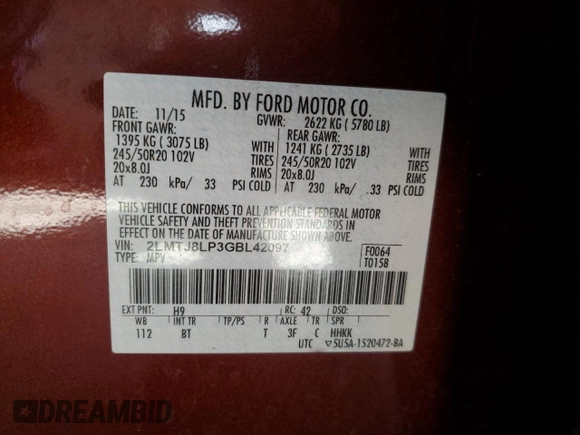 MFD. BY FORD MOTOR CO.
DATE: 11/15 GVWR: 2622 KG ( 5780 LB)
FRONT GAWR: REAR GAWR:
1395 KG ( 3075 LB) WITH 1241 KG ( 2735 LB) WITH
245/50R20 102V TIRES 245/50R20 102V TIRES
20x8.0J RIMS 20x8.0J RIMS
AT 230 kPa/ 33 PSI COLD AT 230 kPa/ 33 PSI COLD
THIS VEHICLE CONFORMS TO ALL APPLICABLE FEDERAL MOTOR
VEHICLE SAFETY AND THEFT PREVENTION STANDARDS IN
EFFECT ON THE DATE OF MANUFACTURE SHOWN ABOVE.
VIN: 2LMTJ8LP3GBL42097 F0064
TYPE: MPV T0158
EXT PNT: H9 RC: 42 DSO:
WB INT TR TP/PS R AXLE TR SPR
112 BT T 3F C HHKK
UTC ▽5U5A-1520472-BA
DREAMBID